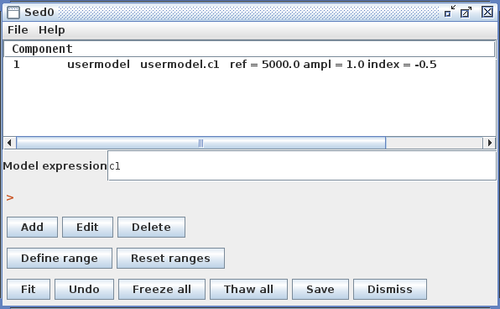 Sed0
File Help
Component
1 usermodel usermodel.c1 ref = 5000.0 ampl = 1.0 index = -0.5
Model expression c1
>
Add Edit Delete
Define range Reset ranges
Fit Undo Freeze all Thaw all Save Dismiss